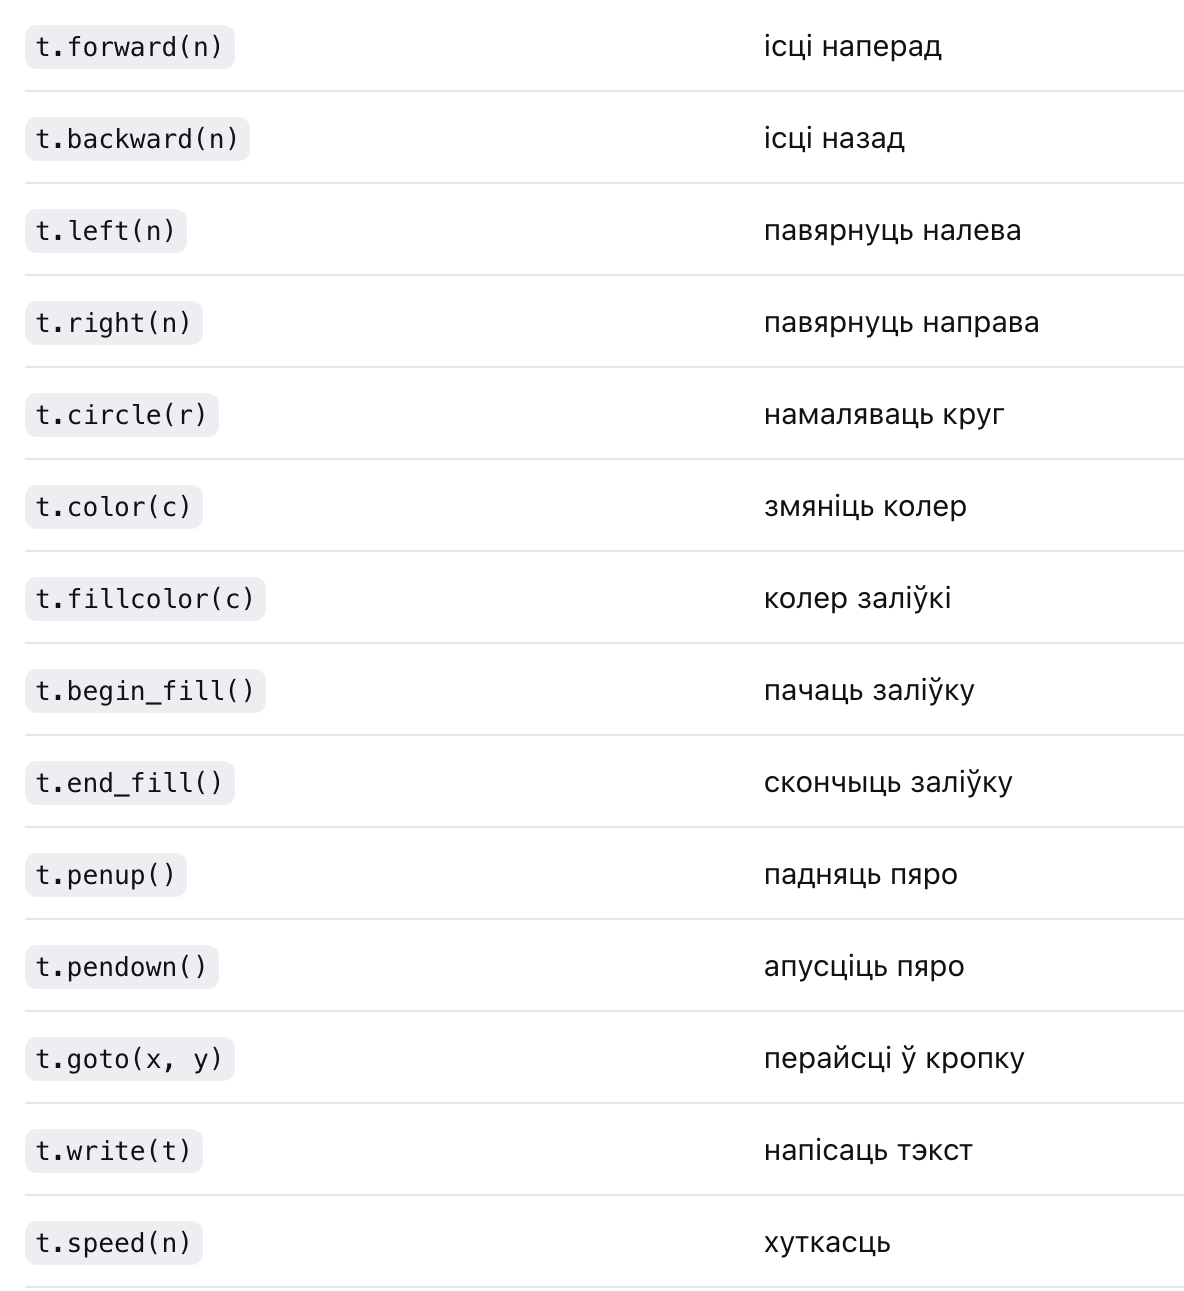 t.forward(n) ісці наперад
t.backward(n) ісці назад
t.left(n) павярнуць налева
t.right(n) павярнуць направа
t.circle(r) намаляваць круг
t.color(c) змяніць колер
t.fillcolor(c) колер заліўкі
t.begin_fill() пачаць заліўку
t.end_fill() скончыць заліўку
t.penup() падняць пяро
t.pendown() апусціць пяро
t.goto(x, y) перайсці ў кропку
t.write(t) напісаць тэкст
t.speed(n) хуткасць